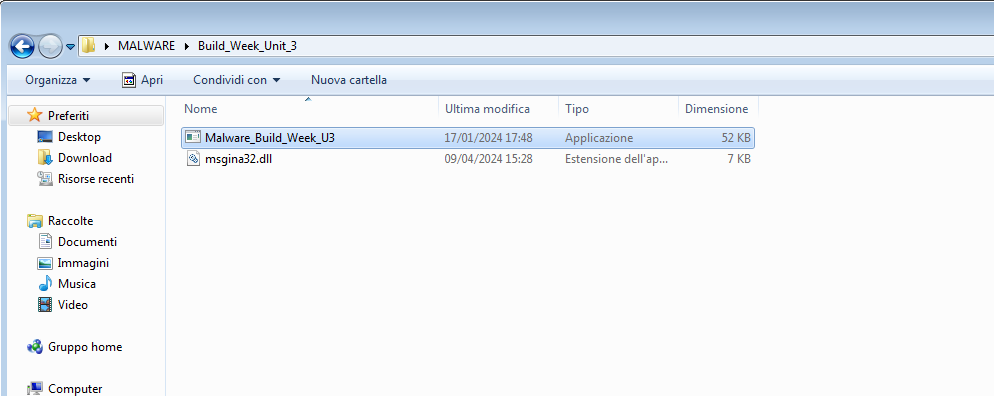 MALWARE Build_Week_Unit_3
Organizza Apri Condividi con Nuova cartella
Preferiti
Desktop
Download
Risorse recenti
Raccolte
Documenti
Immagini
Musica
Video
Gruppo home
Computer
Nome Ultima modifica Tipo Dimensione
Malware_Build_Week_U3 17/01/2024 17:48 Applicazione 52 KB
msgina32.dll 09/04/2024 15:28 Estensione dell'ap... 7 KB